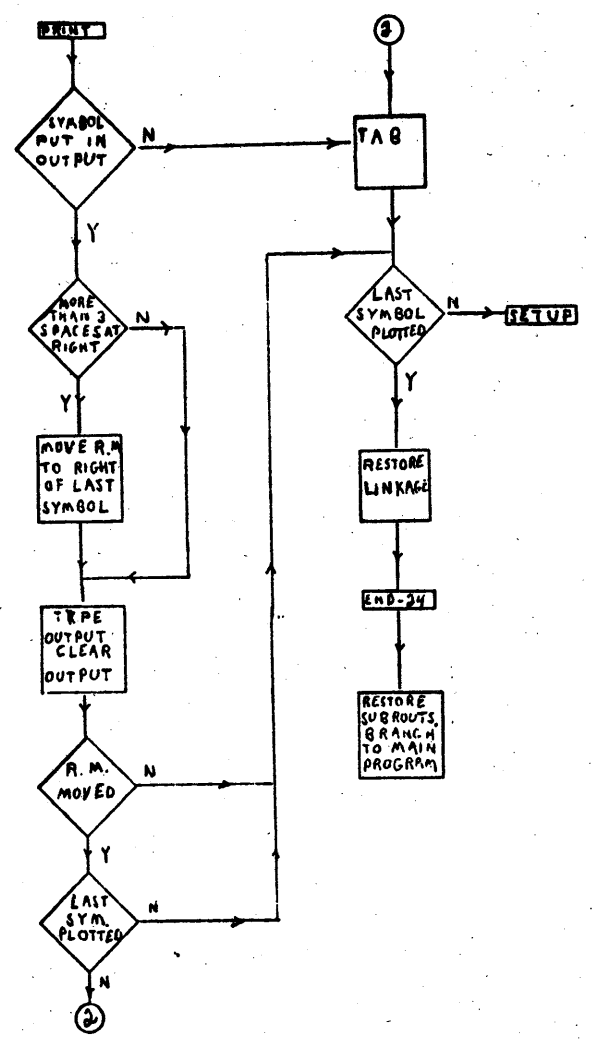 PRINT
SYMBOL
PUT IN
OUTPUT
N
Y
MORE
THAN 3
SPACES AT
RIGHT
N
Y
MOVE R.M
TO RIGHT
OF LAST
SYMBOL
TYPE
OUTPUT
CLEAR
OUTPUT
R.M.
MOVED
N
Y
LAST
SYM.
PLOTTED
N
N
2
2
TAB
LAST
SYMBOL
PLOTTED
N
SETUP
Y
RESTORE
LINKAGE
END-24
RESTORE
SUBROUTS.
BRANCH
TO MAIN
PROGRAM